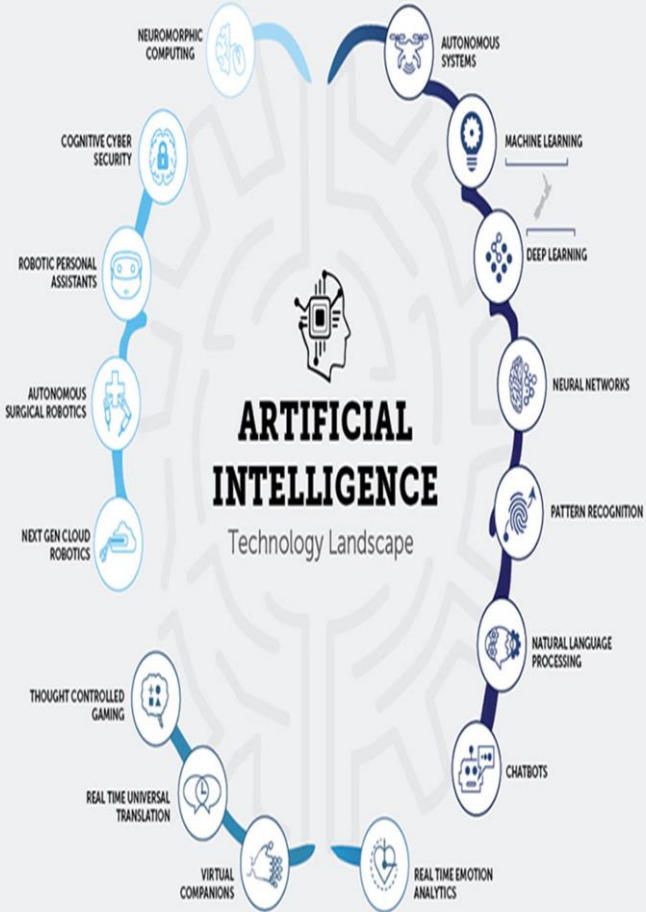 NEUROMORPHIC
COMPUTING
AUTONOMOUS
SYSTEMS
COGNITIVE CYBER
SECURITY
MACHINE LEARNING
ROBOTIC PERSONAL
ASSISTANTS
DEEP LEARNING
AUTONOMOUS
SURGICAL ROBOTICS
NEURAL NETWORKS
ARTIFICIAL
INTELLIGENCE
Technology Landscape
NEXT GEN CLOUD
ROBOTICS
PATTERN RECOGNITION
NATURAL LANGUAGE
PROCESSING
THOUGHT CONTROLLED
GAMING
CHATBOTS
REAL TIME UNIVERSAL
TRANSLATION
VIRTUAL
COMPANIONS
REAL TIME EMOTION
ANALYTICS